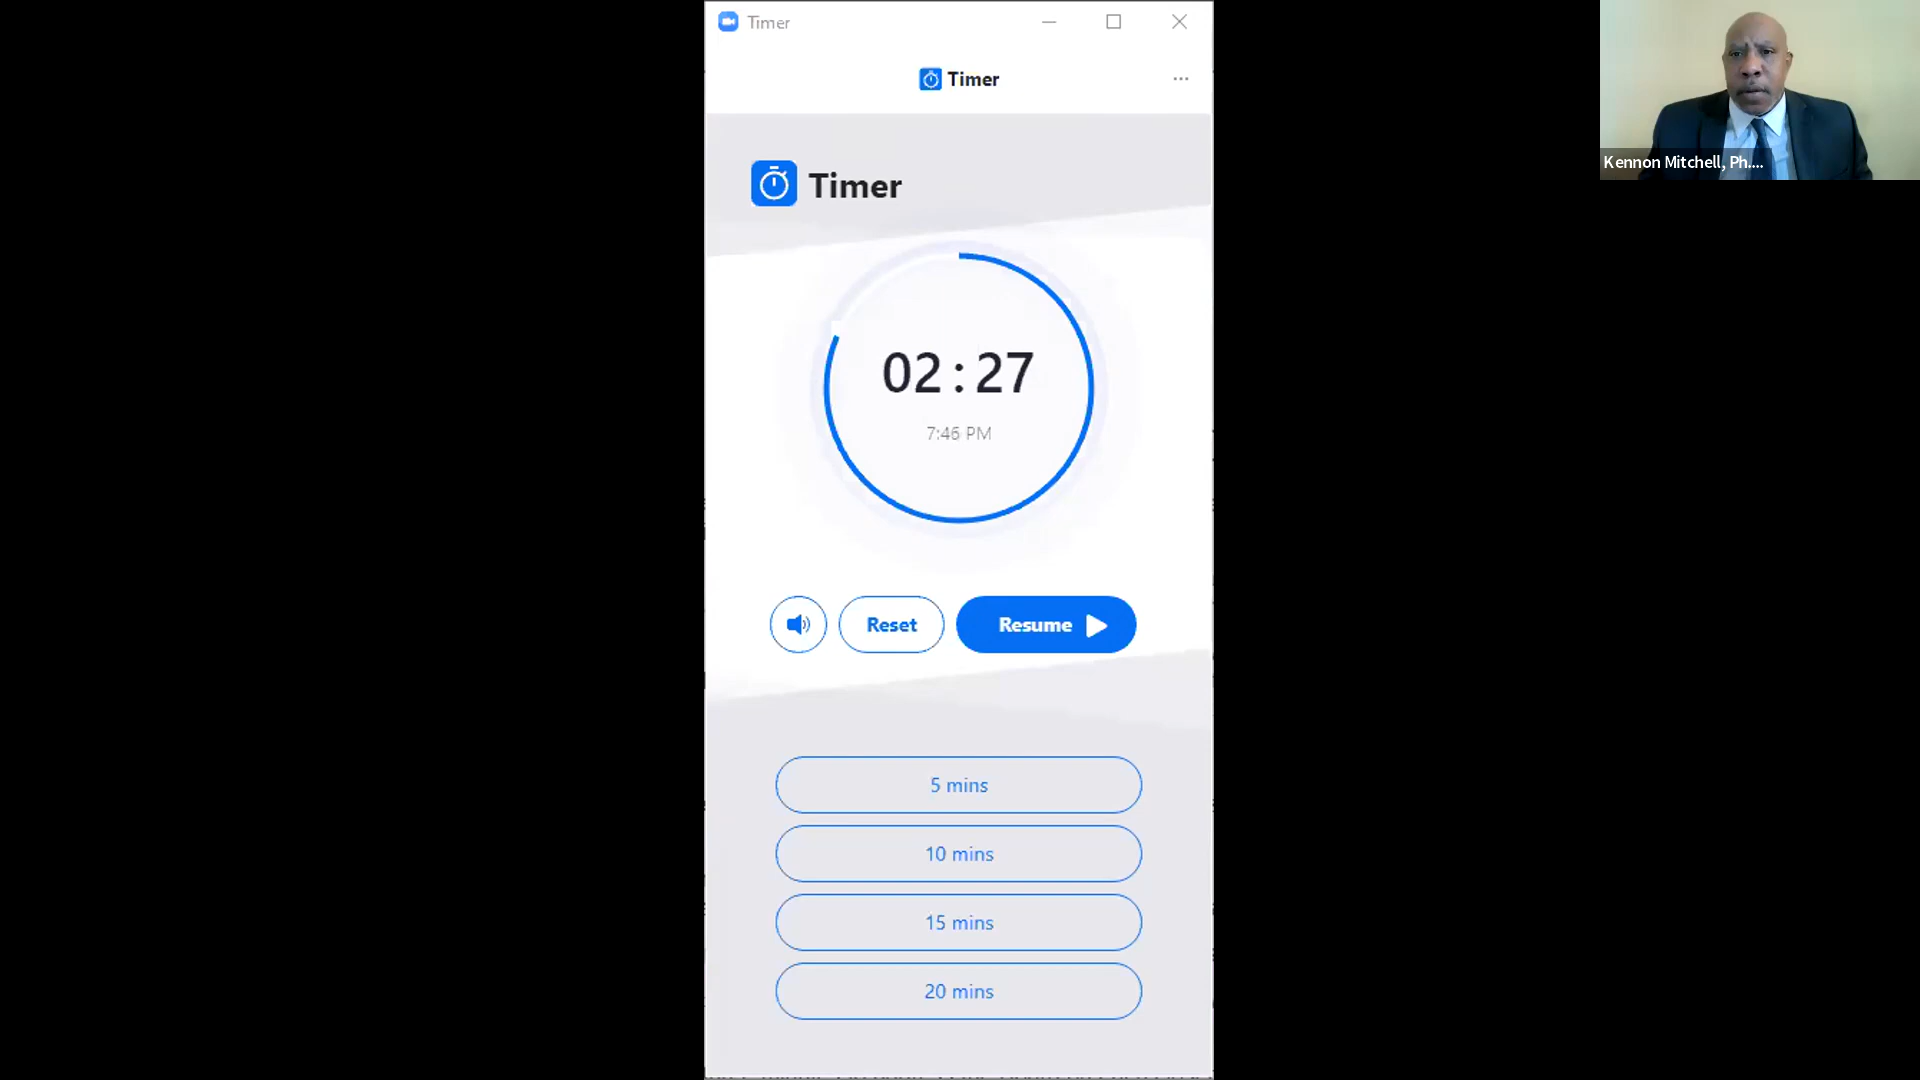 Timer
Timer
...
Timer
02:27
7:46 PM
Reset
Resume
5 mins
10 mins
15 mins
20 mins
Kennon Mitchell, Ph....